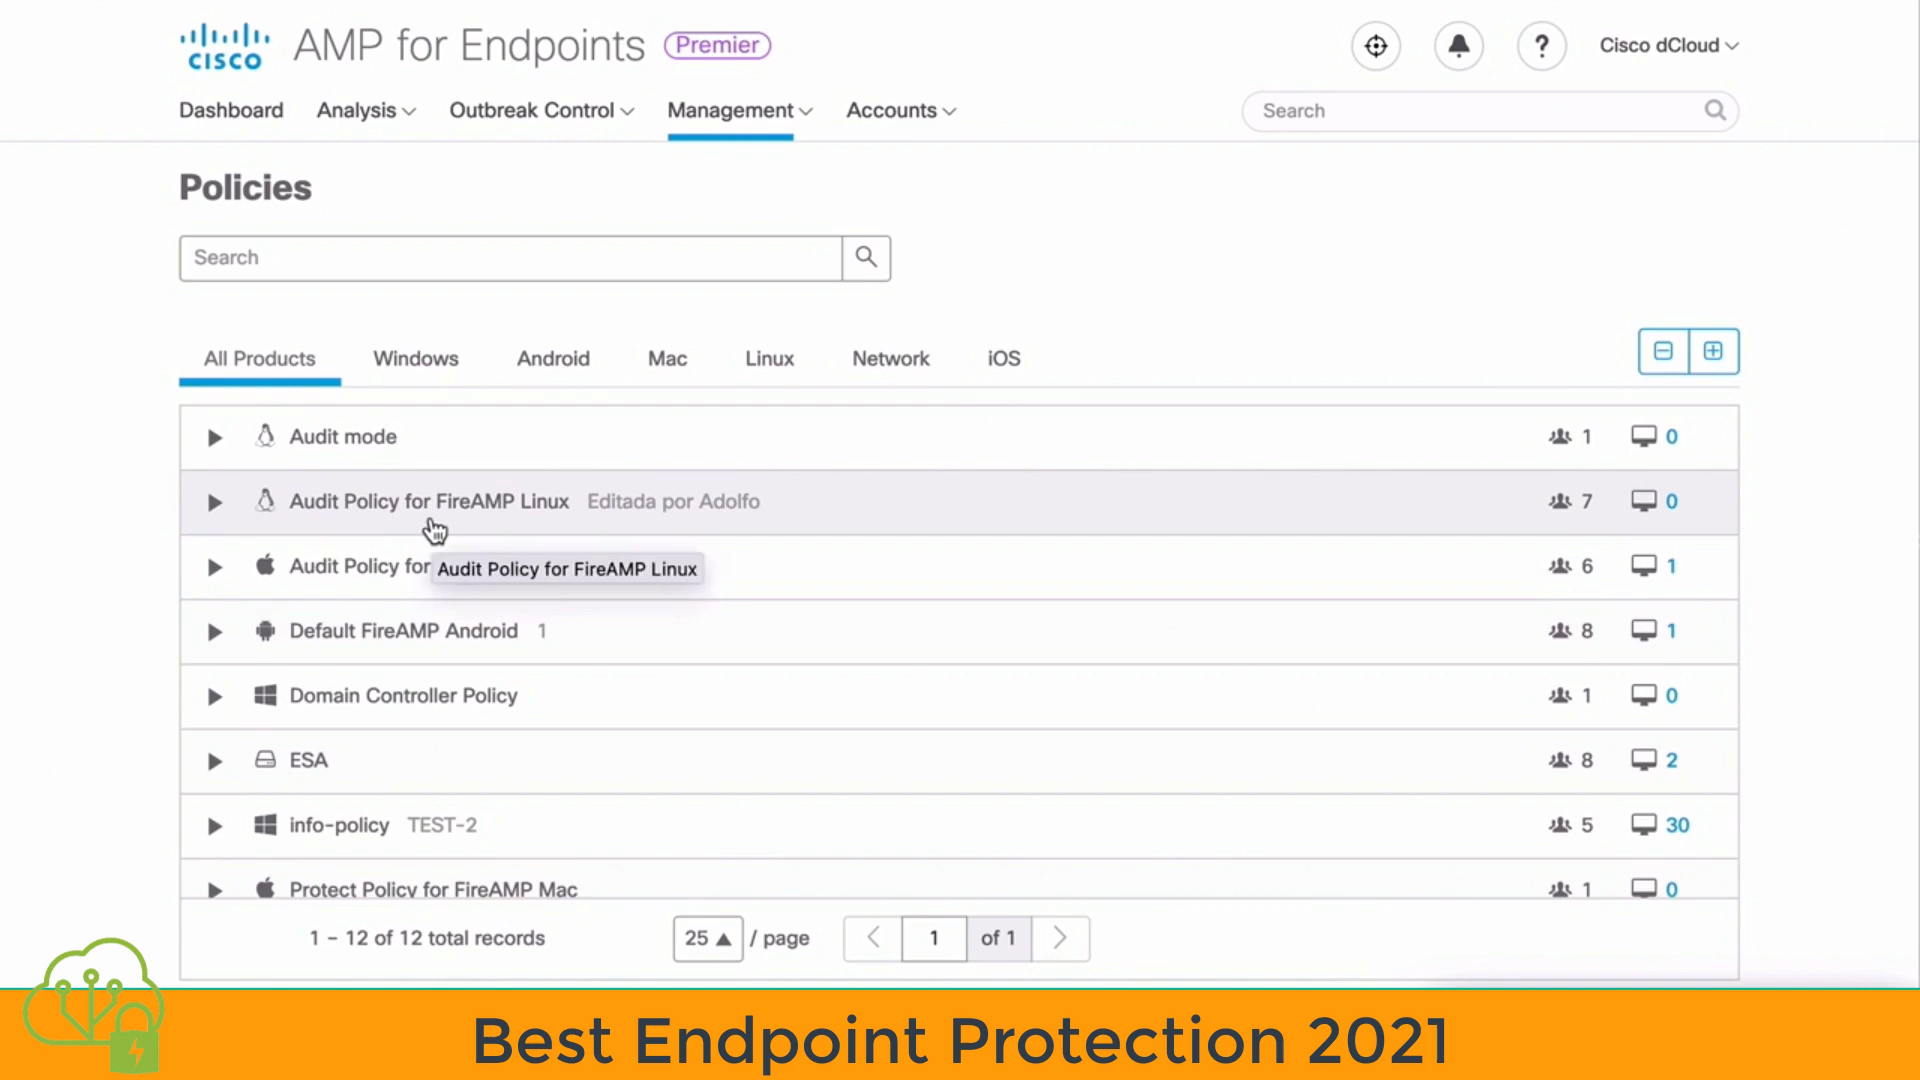 CISCO AMP for Endpoints Premier
? Cisco dCloud
Dashboard Analysis Outbreak Control Management Accounts Search
Policies
Search
All Products Windows Android Mac Linux Network iOS
Audit mode 1 0
Audit Policy for FireAMP Linux Editada por Adolfo 7 0
Audit Policy for 6 1
Audit Policy for FireAMP Linux
Default FireAMP Android 1 8 1
Domain Controller Policy 1 0
ESA 8 2
info-policy TEST-2 5 30
Protect Policy for FireAMP Mac 1 0
1 – 12 of 12 total records 25 / page 1 of 1
Best Endpoint Protection 2021